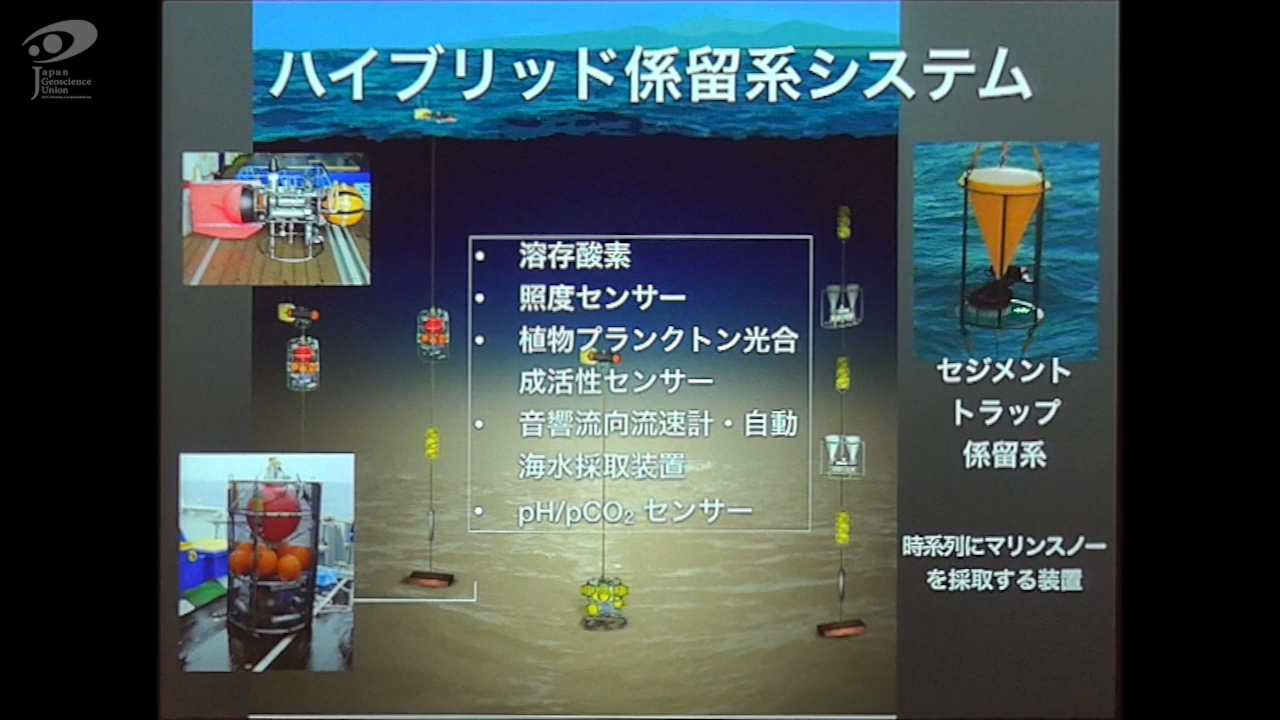 Japan
Geoscience
Union
ハイブリッド係留系システム
• 溶存酸素
• 照度センサー
• 植物プランクトン光合
成活性センサー
• 音響流向流速計・自動
海水採取装置
• pH/pCO₂ センサー
セジメント
トラップ
係留系
時系列にマリンスノー
を採取する装置